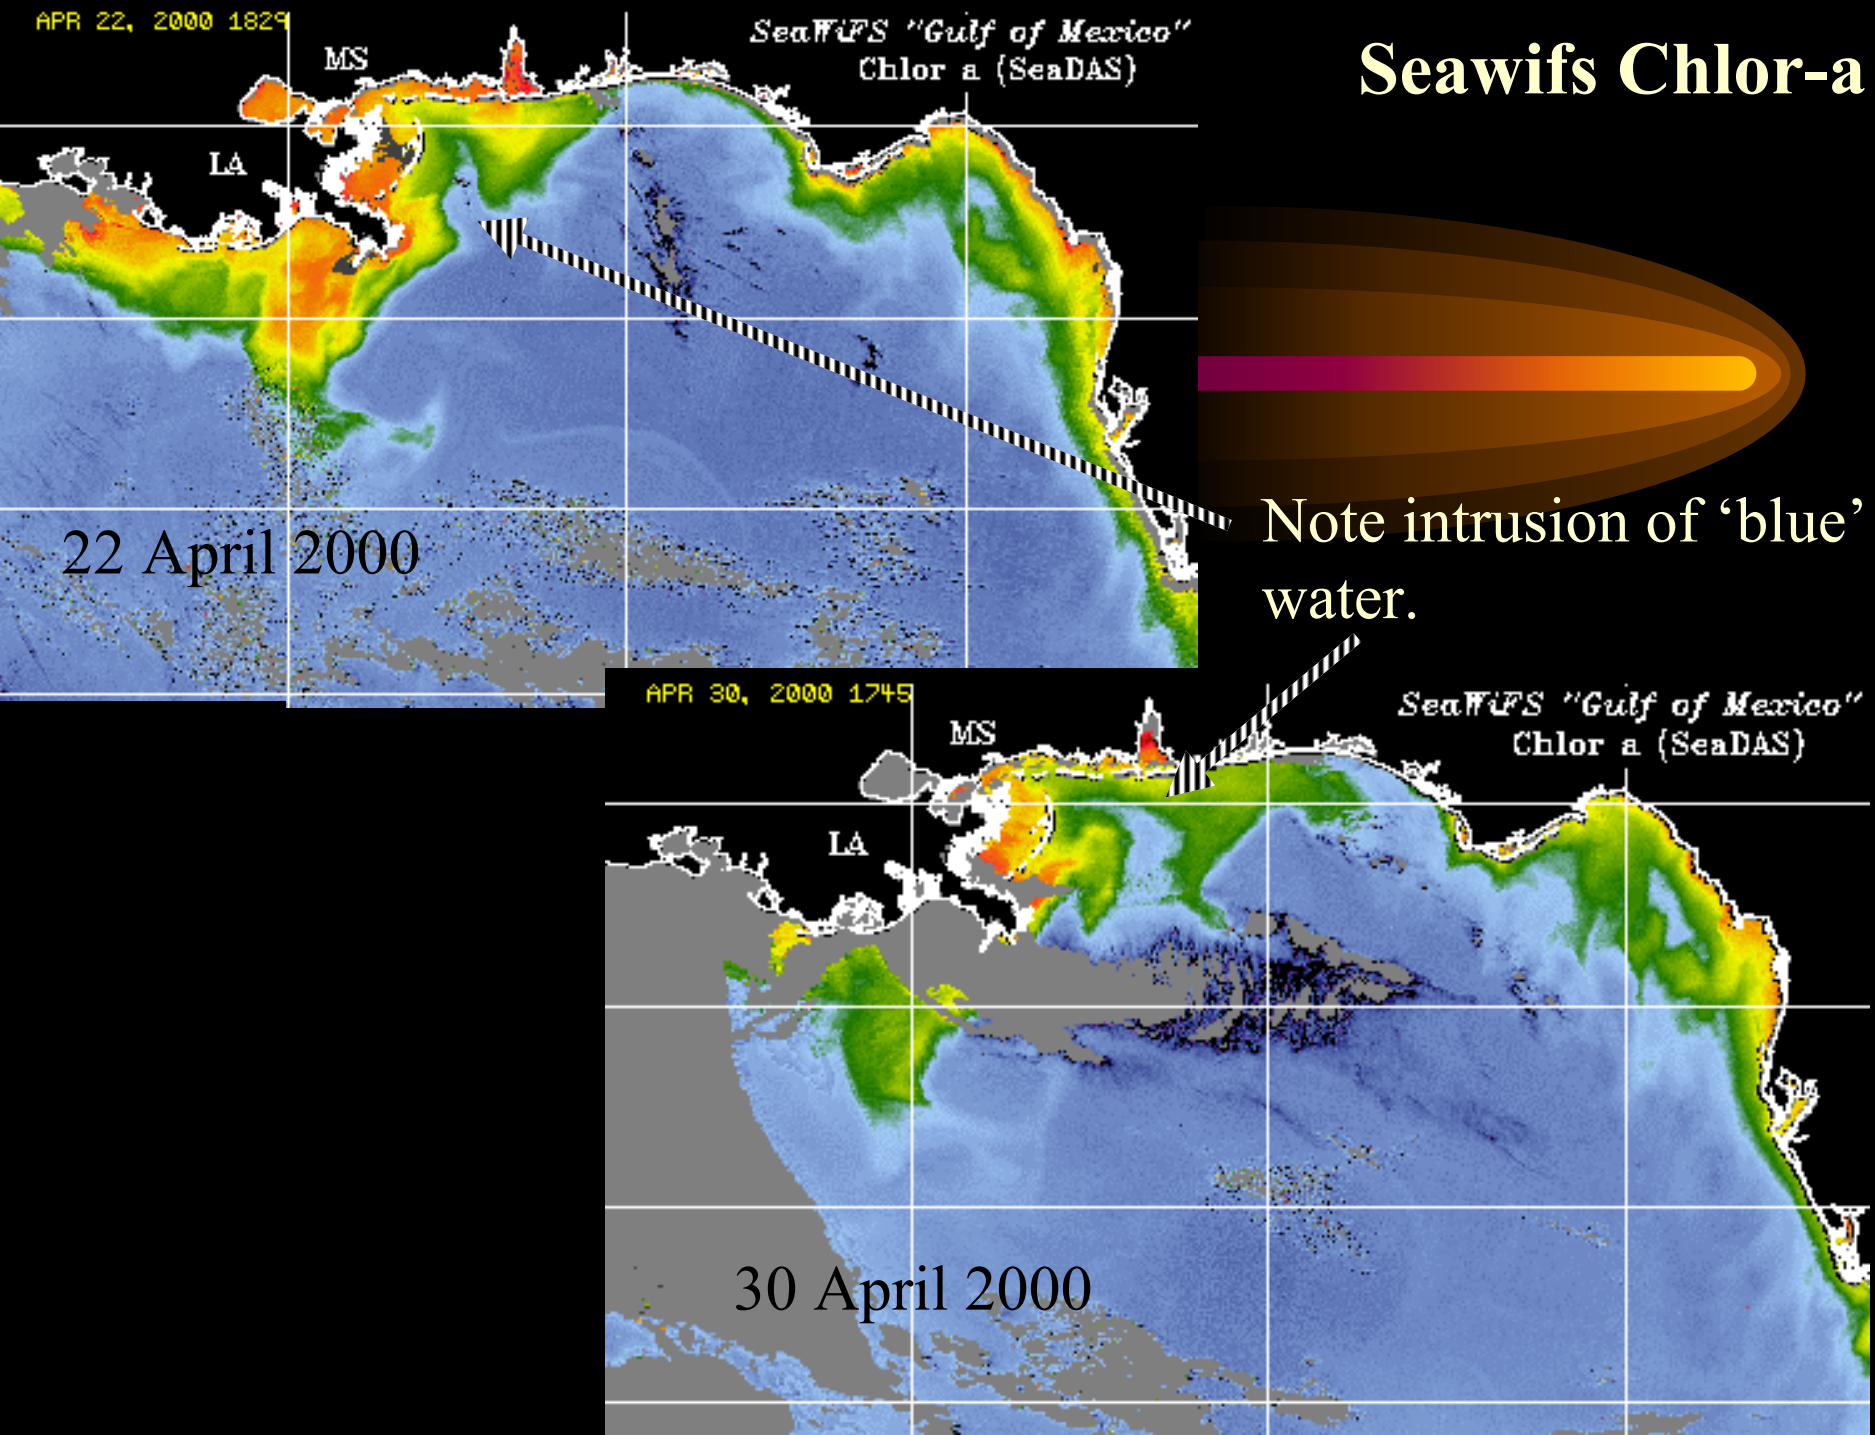 Seawifs Chlor-a
APR 22, 2000 1829
SeaWiFS "Gulf of Mexico"
Chlor a (SeaDAS)
MS
LA
22 April 2000
Note intrusion of ‘blue’
water.
APR 30, 2000 1745
SeaWiFS "Gulf of Mexico"
Chlor a (SeaDAS)
MS
LA
30 April 2000